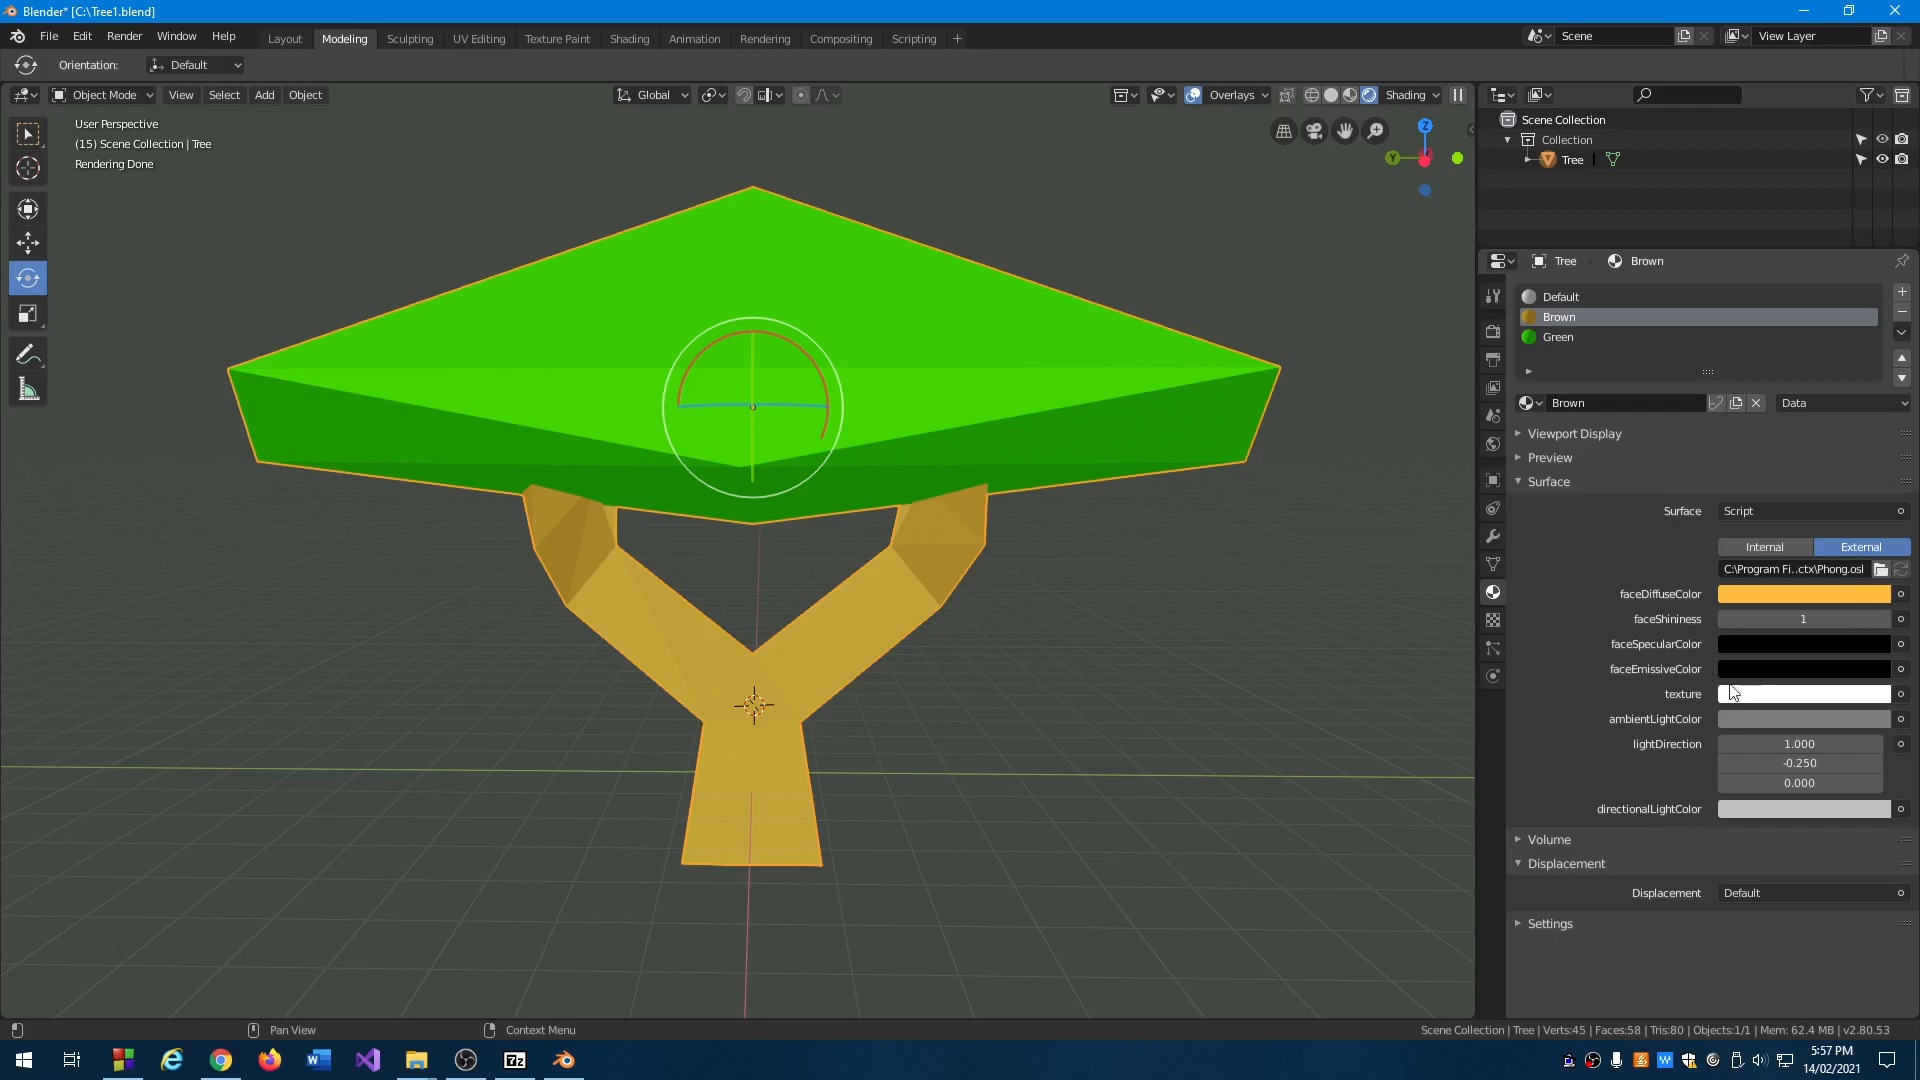 Blender* [C:\Tree1.blend]
File Edit Render Window Help Layout Modeling Sculpting UV Editing Texture Paint Shading Animation Rendering Compositing Scripting + Scene View Layer
Orientation: Default
Object Mode View Select Add Object Global Overlays Shading
User Perspective
(15) Scene Collection | Tree
Rendering Done
Z
Y
Scene Collection
Collection
Tree
Tree Brown
Default
Brown
Green
Brown Data
Viewport Display
Preview
Surface
Surface Script
Internal External
C:\Program Fi..ctx\Phong.osl
faceDiffuseColor
faceShininess 1
faceSpecularColor
faceEmissiveColor
texture
ambientLightColor
lightDirection 1.000
-0.250
0.000
directionalLightColor
Volume
Displacement
Displacement Default
Settings
Pan View Context Menu Scene Collection | Tree | Verts:45 | Faces:58 | Tris:80 | Objects:1/1 | Mem: 62.4 MB | v2.80.53
7z
5:57 PM
14/02/2021